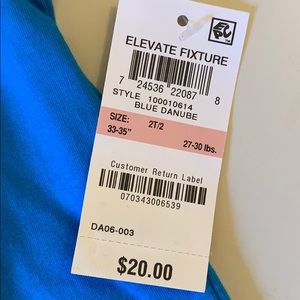 EPIC
ELEVATE FIXTURE
7 24536 22087 8
STYLE 100010614
BLUE DANUBE
SIZE: 2T/2
33-35" 27-30 lbs.
Customer Return Label
070343006539
DA06-003
$20.00